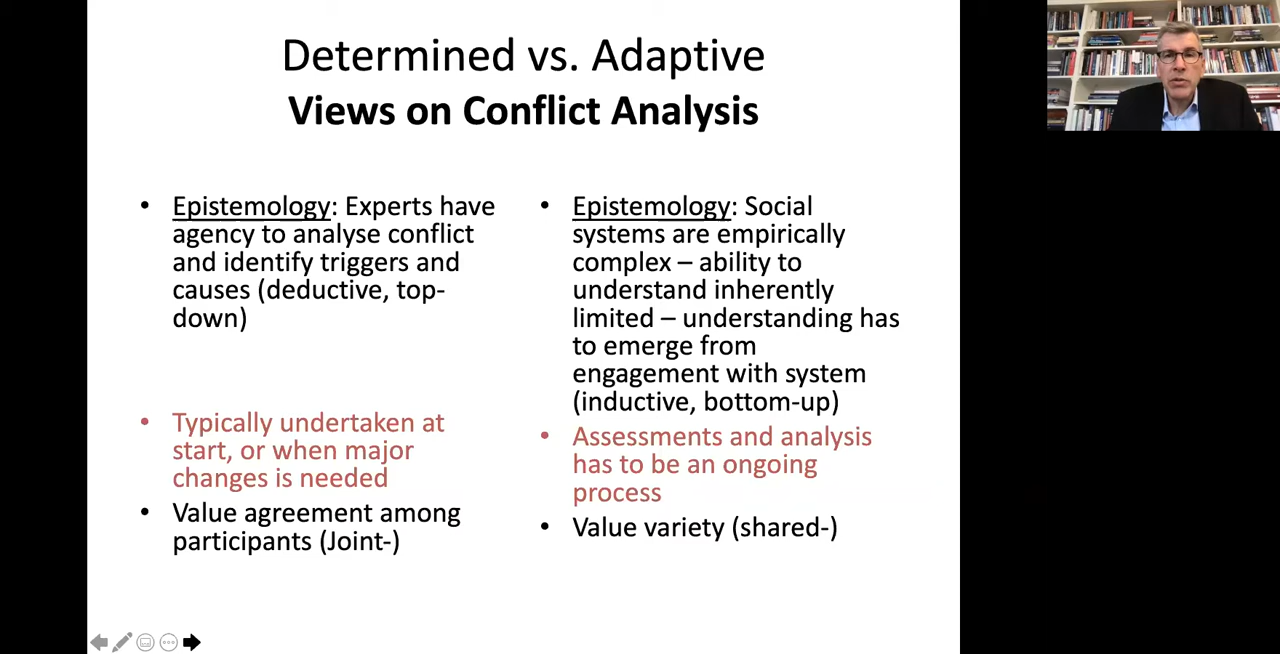 Determined vs. Adaptive
Views on Conflict Analysis
• Epistemology: Experts have
agency to analyse conflict
and identify triggers and
causes (deductive, top-
down)
• Typically undertaken at
start, or when major
changes is needed
• Value agreement among
participants (Joint-)
• Epistemology: Social
systems are empirically
complex – ability to
understand inherently
limited – understanding has
to emerge from
engagement with system
(inductive, bottom-up)
• Assessments and analysis
has to be an ongoing
process
• Value variety (shared-)